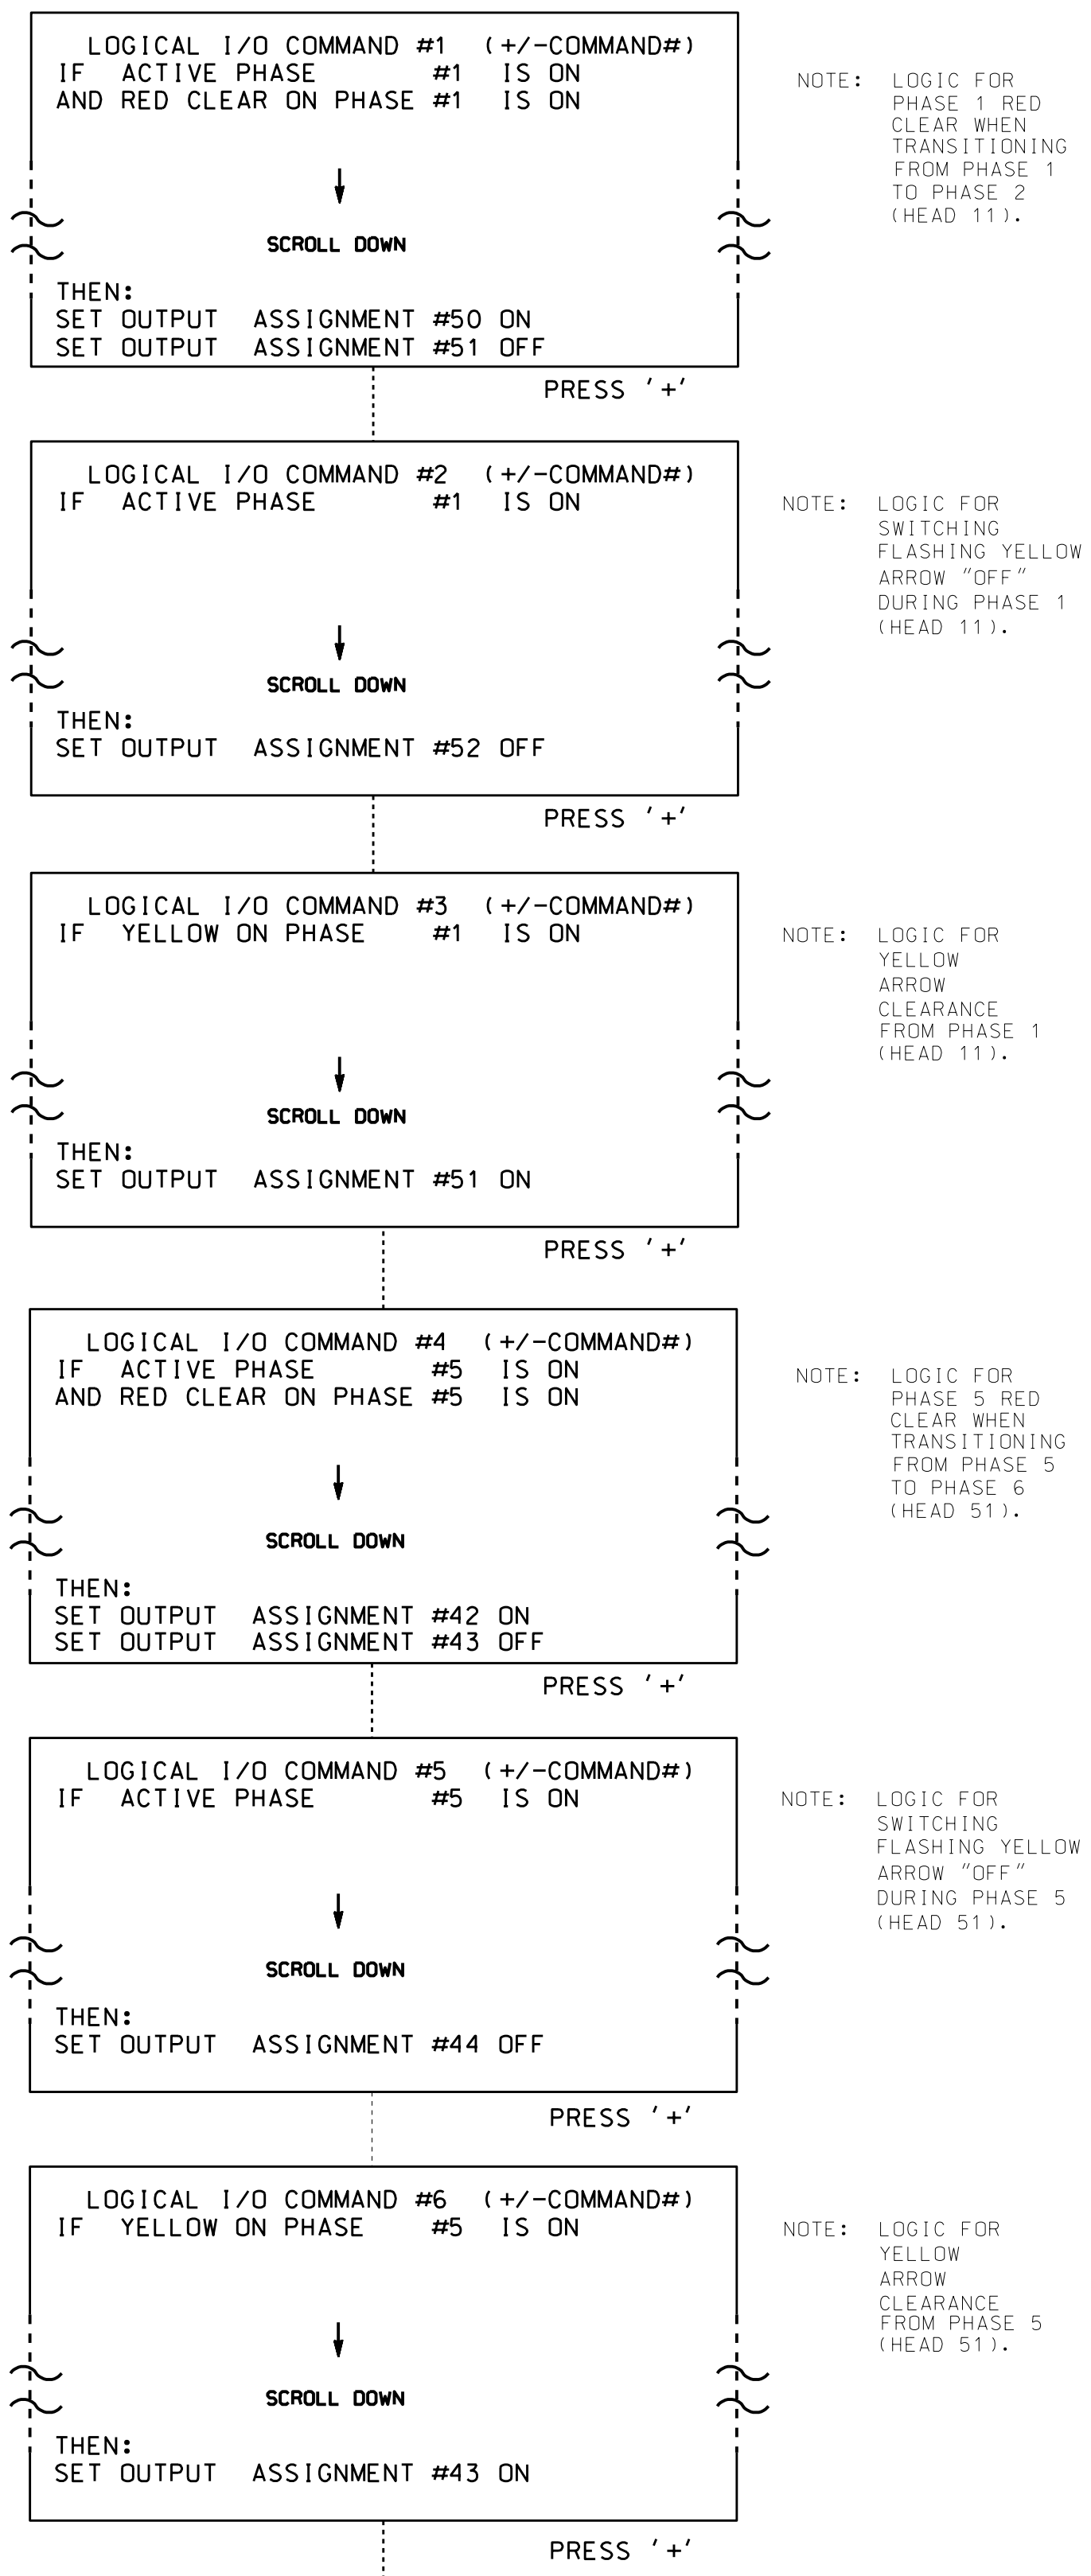 LOGICAL I/O COMMAND #1 (+/-COMMAND#)
IF ACTIVE PHASE #1 IS ON
AND RED CLEAR ON PHASE #1 IS ON
SCROLL DOWN
THEN:
SET OUTPUT ASSIGNMENT #50 ON
SET OUTPUT ASSIGNMENT #51 OFF
PRESS '+'
NOTE: LOGIC FOR
PHASE 1 RED
CLEAR WHEN
TRANSITIONING
FROM PHASE 1
TO PHASE 2
(HEAD 11).
LOGICAL I/O COMMAND #2 (+/-COMMAND#)
IF ACTIVE PHASE #1 IS ON
SCROLL DOWN
THEN:
SET OUTPUT ASSIGNMENT #52 OFF
PRESS '+'
NOTE: LOGIC FOR
SWITCHING
FLASHING YELLOW
ARROW "OFF"
DURING PHASE 1
(HEAD 11).
LOGICAL I/O COMMAND #3 (+/-COMMAND#)
IF YELLOW ON PHASE #1 IS ON
SCROLL DOWN
THEN:
SET OUTPUT ASSIGNMENT #51 ON
PRESS '+'
NOTE: LOGIC FOR
YELLOW
ARROW
CLEARANCE
FROM PHASE 1
(HEAD 11).
LOGICAL I/O COMMAND #4 (+/-COMMAND#)
IF ACTIVE PHASE #5 IS ON
AND RED CLEAR ON PHASE #5 IS ON
SCROLL DOWN
THEN:
SET OUTPUT ASSIGNMENT #42 ON
SET OUTPUT ASSIGNMENT #43 OFF
PRESS '+'
NOTE: LOGIC FOR
PHASE 5 RED
CLEAR WHEN
TRANSITIONING
FROM PHASE 5
TO PHASE 6
(HEAD 51).
LOGICAL I/O COMMAND #5 (+/-COMMAND#)
IF ACTIVE PHASE #5 IS ON
SCROLL DOWN
THEN:
SET OUTPUT ASSIGNMENT #44 OFF
PRESS '+'
NOTE: LOGIC FOR
SWITCHING
FLASHING YELLOW
ARROW "OFF"
DURING PHASE 5
(HEAD 51).
LOGICAL I/O COMMAND #6 (+/-COMMAND#)
IF YELLOW ON PHASE #5 IS ON
SCROLL DOWN
THEN:
SET OUTPUT ASSIGNMENT #43 ON
PRESS '+'
NOTE: LOGIC FOR
YELLOW
ARROW
CLEARANCE
FROM PHASE 5
(HEAD 51).